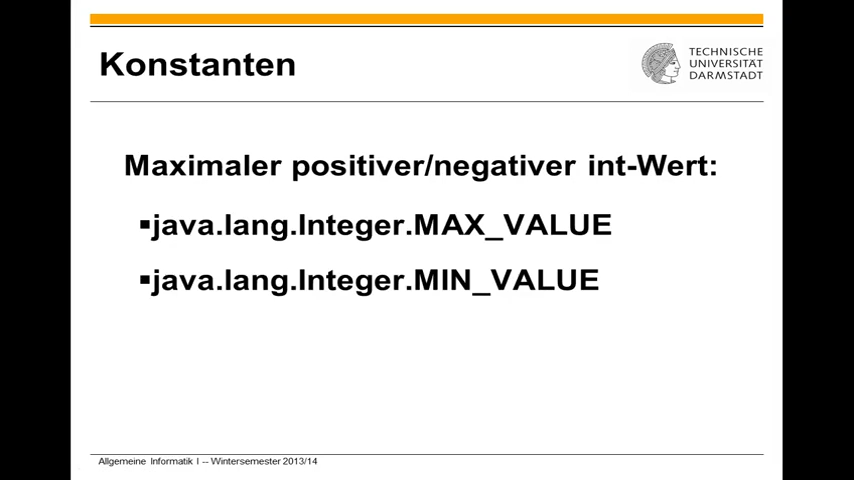 Konstanten
TECHNISCHE
UNIVERSITÄT
DARMSTADT
Maximaler positiver/negativer int-Wert:
▪java.lang.Integer.MAX_VALUE
▪java.lang.Integer.MIN_VALUE
Allgemeine Informatik I -- Wintersemester 2013/14